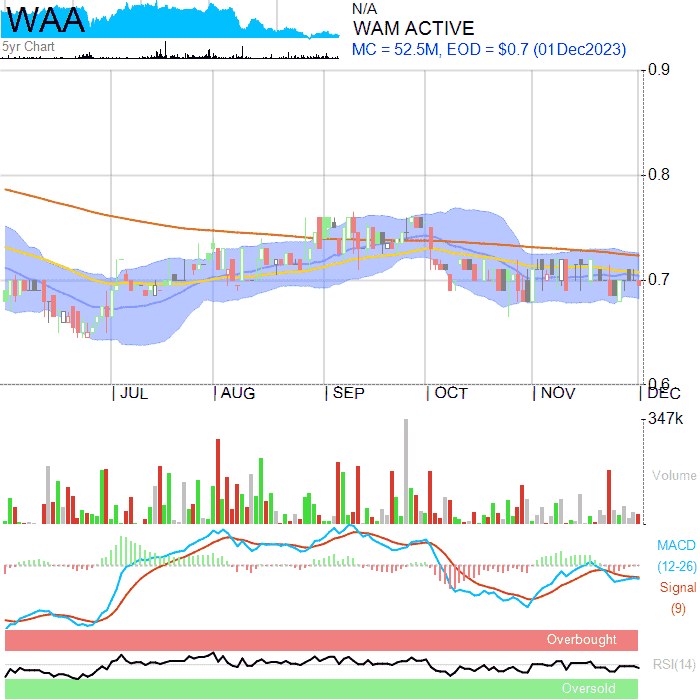 WAA
5yr Chart
N/A
WAM ACTIVE
MC = 52.5M, EOD = $0.7 (01Dec2023)
0.9
0.8
0.7
0.6
JUL
AUG
SEP
OCT
NOV
DEC
347k
Volume
MACD
(12-26)
Signal
(9)
Overbought
RSI(14)
Oversold